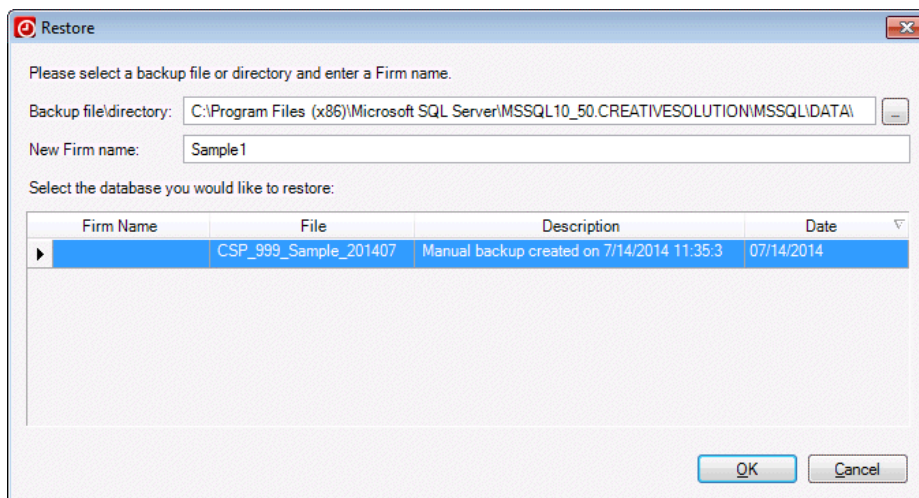 Restore
Please select a backup file or directory and enter a Firm name.
Backup file\directory: C:\Program Files (x86)\Microsoft SQL Server\MSSQL10_50.CREATIVESOLUTION\MSSQL\DATA\ ...
New Firm name: Sample1
Select the database you would like to restore:
Firm Name File Description Date
CSP_999_Sample_201407 Manual backup created on 7/14/2014 11:35:3 07/14/2014
OK Cancel